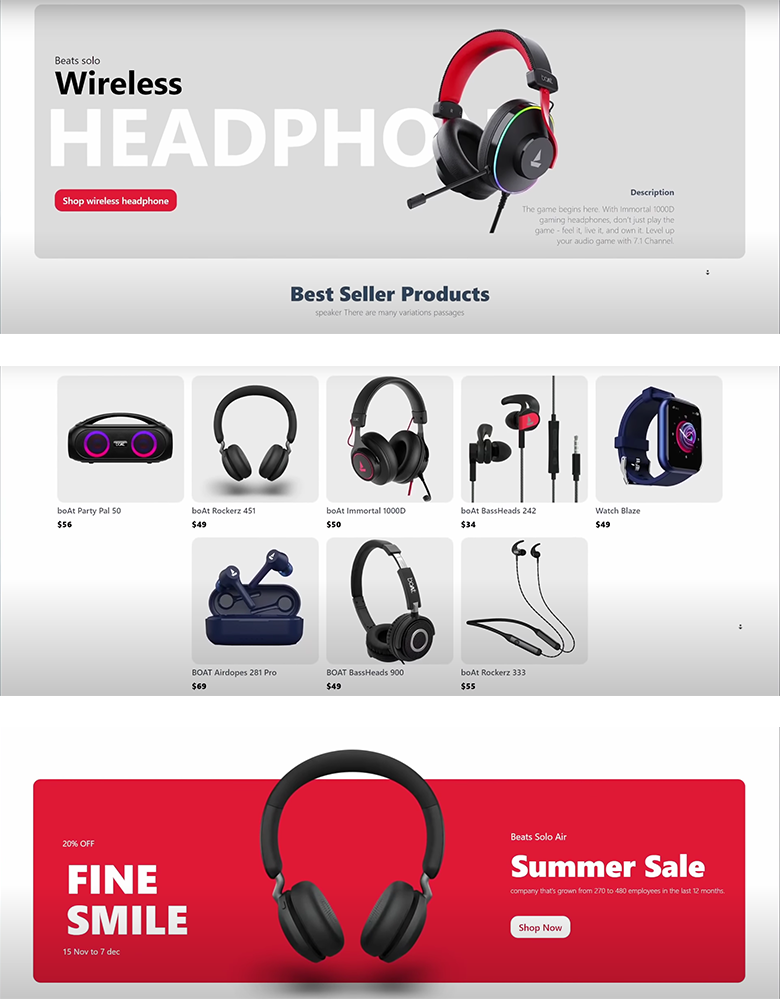 Beats solo
Wireless
HEADPHO
Shop wireless headphone
Description
The game begins here. With Immortal 1000D
gaming headphones, don't just play the
game - feel it, live it, and own it. Level up
your audio game with 7.1 Channel.
Best Seller Products
speaker There are many variations passages
boAt Party Pal 50
$56
boAt Rockerz 451
$49
boAt Immortal 1000D
$50
boAt BassHeads 242
$34
Watch Blaze
$49
BOAT Airdopes 281 Pro
$69
boAt
BOAT BassHeads 900
$49
boAt Rockerz 333
$55
20% OFF
FINE
SMILE
15 Nov to 7 dec
Beats Solo Air
Summer Sale
company that's grown from 270 to 480 employees in the last 12 months.
Shop Now